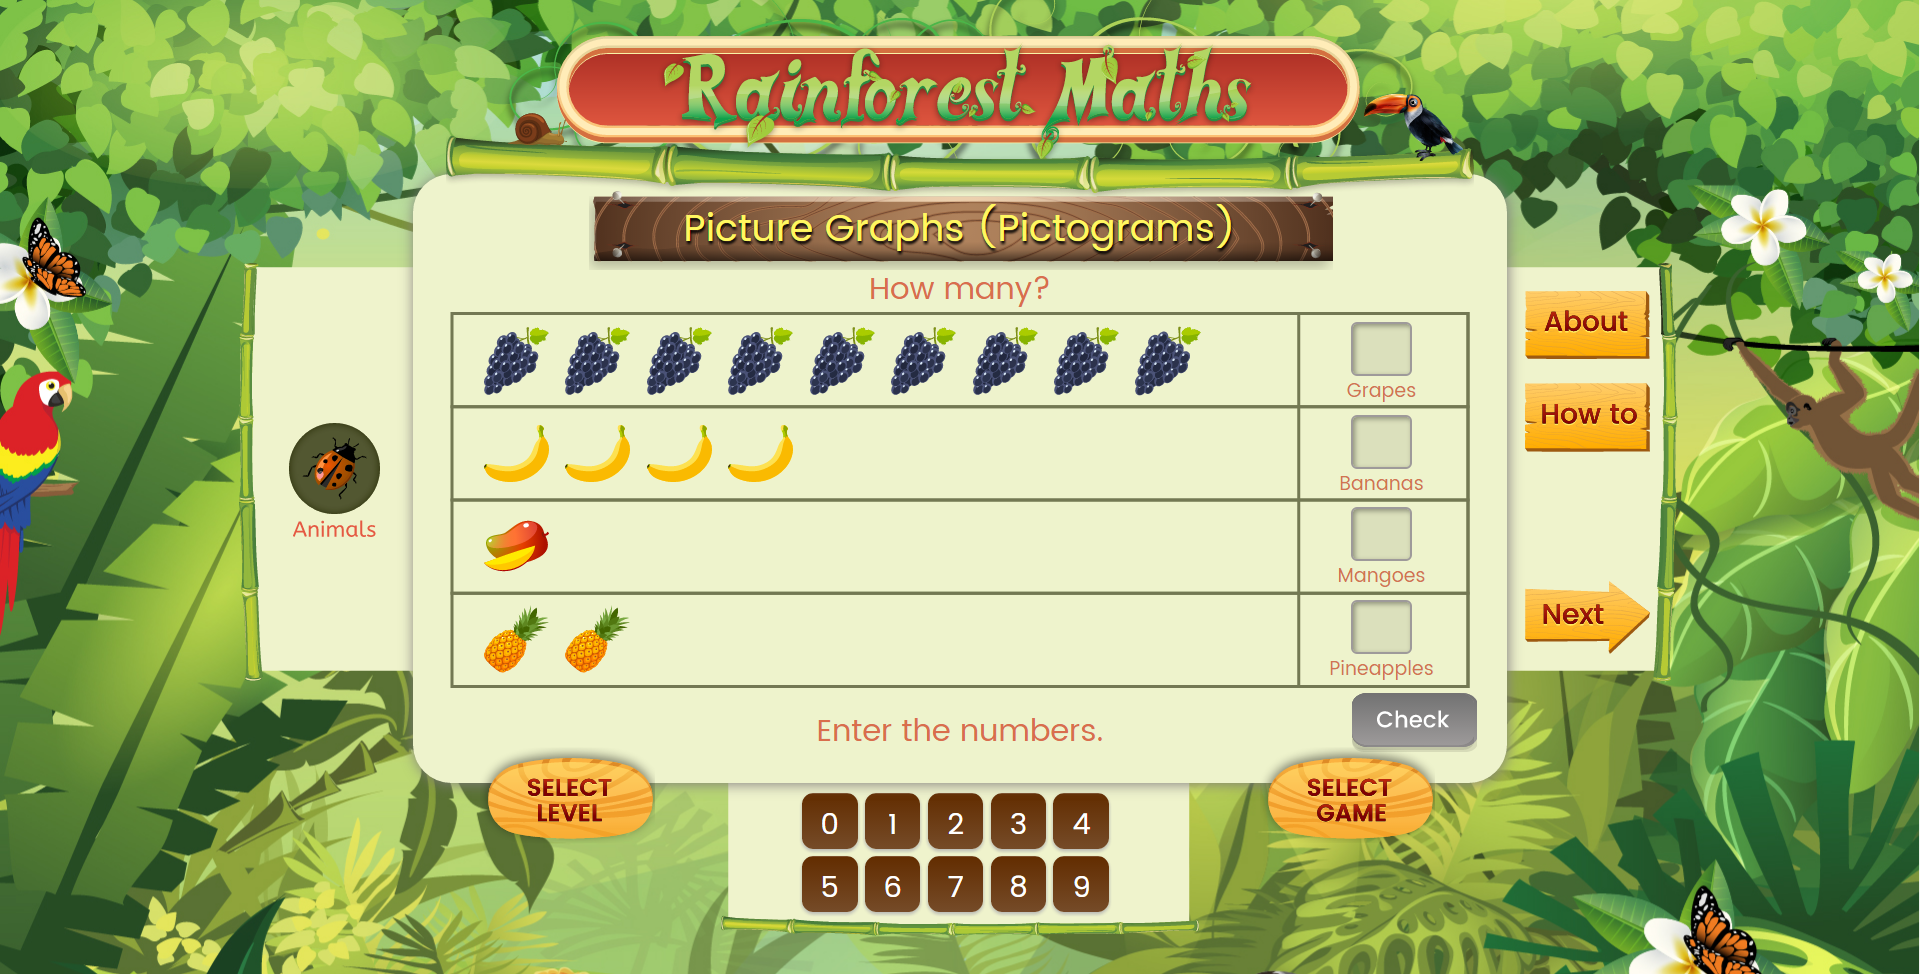 Rainforest Maths
Picture Graphs (Pictograms)
How many?
Grapes
Bananas
Mangoes
Pineapples
Animals
About
How to
Next
Enter the numbers.
Check
SELECT
LEVEL
SELECT
GAME
0 1 2 3 4
5 6 7 8 9